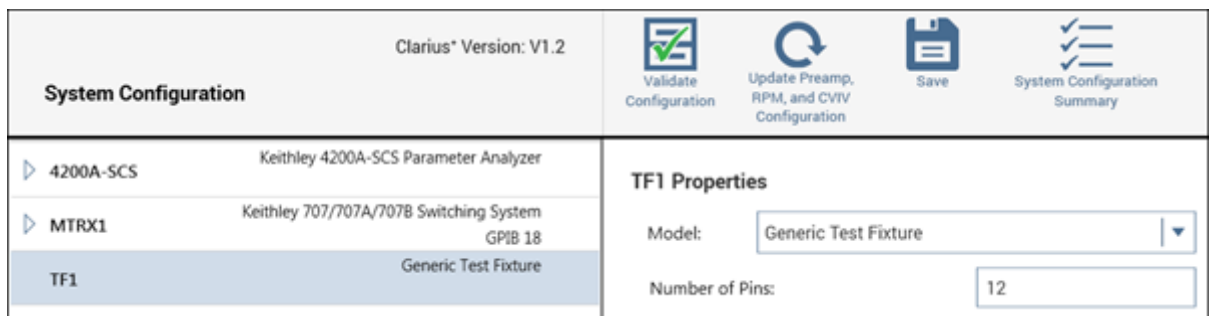 Clarius⁺ Version: V1.2
System Configuration
Validate
Configuration
Update Preamp,
RPM, and CVIV
Configuration
Save
System Configuration
Summary
4200A-SCS
Keithley 4200A-SCS Parameter Analyzer
MTRX1
Keithley 707/707A/707B Switching System
GPIB 18
TF1
Generic Test Fixture
TF1 Properties
Model:
Generic Test Fixture
Number of Pins:
12